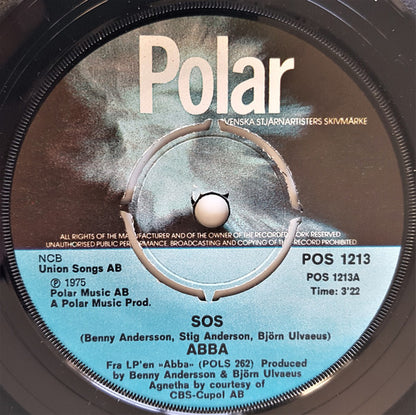 Polar
SVENSKA STJÄRNARTISTERS SKIVMÄRKE
ALL RIGHTS OF THE MANUFACTURER AND OF THE OWNER OF THE RECORDED WORK RESERVED
UNAUTHORISED PUBLIC PERFORMANCE, BROADCASTING AND COPYING OF THIS RECORD PROHIBITED
NCB
Union Songs AB
Ⓟ 1975
Polar Music AB
A Polar Music Prod.
POS 1213
POS 1213A
Time: 3'22
SOS
(Benny Andersson, Stig Anderson, Björn Ulvaeus)
ABBA
Fra LP'en »Abba« (POLS 262) Produced
by Benny Andersson & Björn Ulvaeus
Agnetha by courtesy of
CBS-Cupol AB